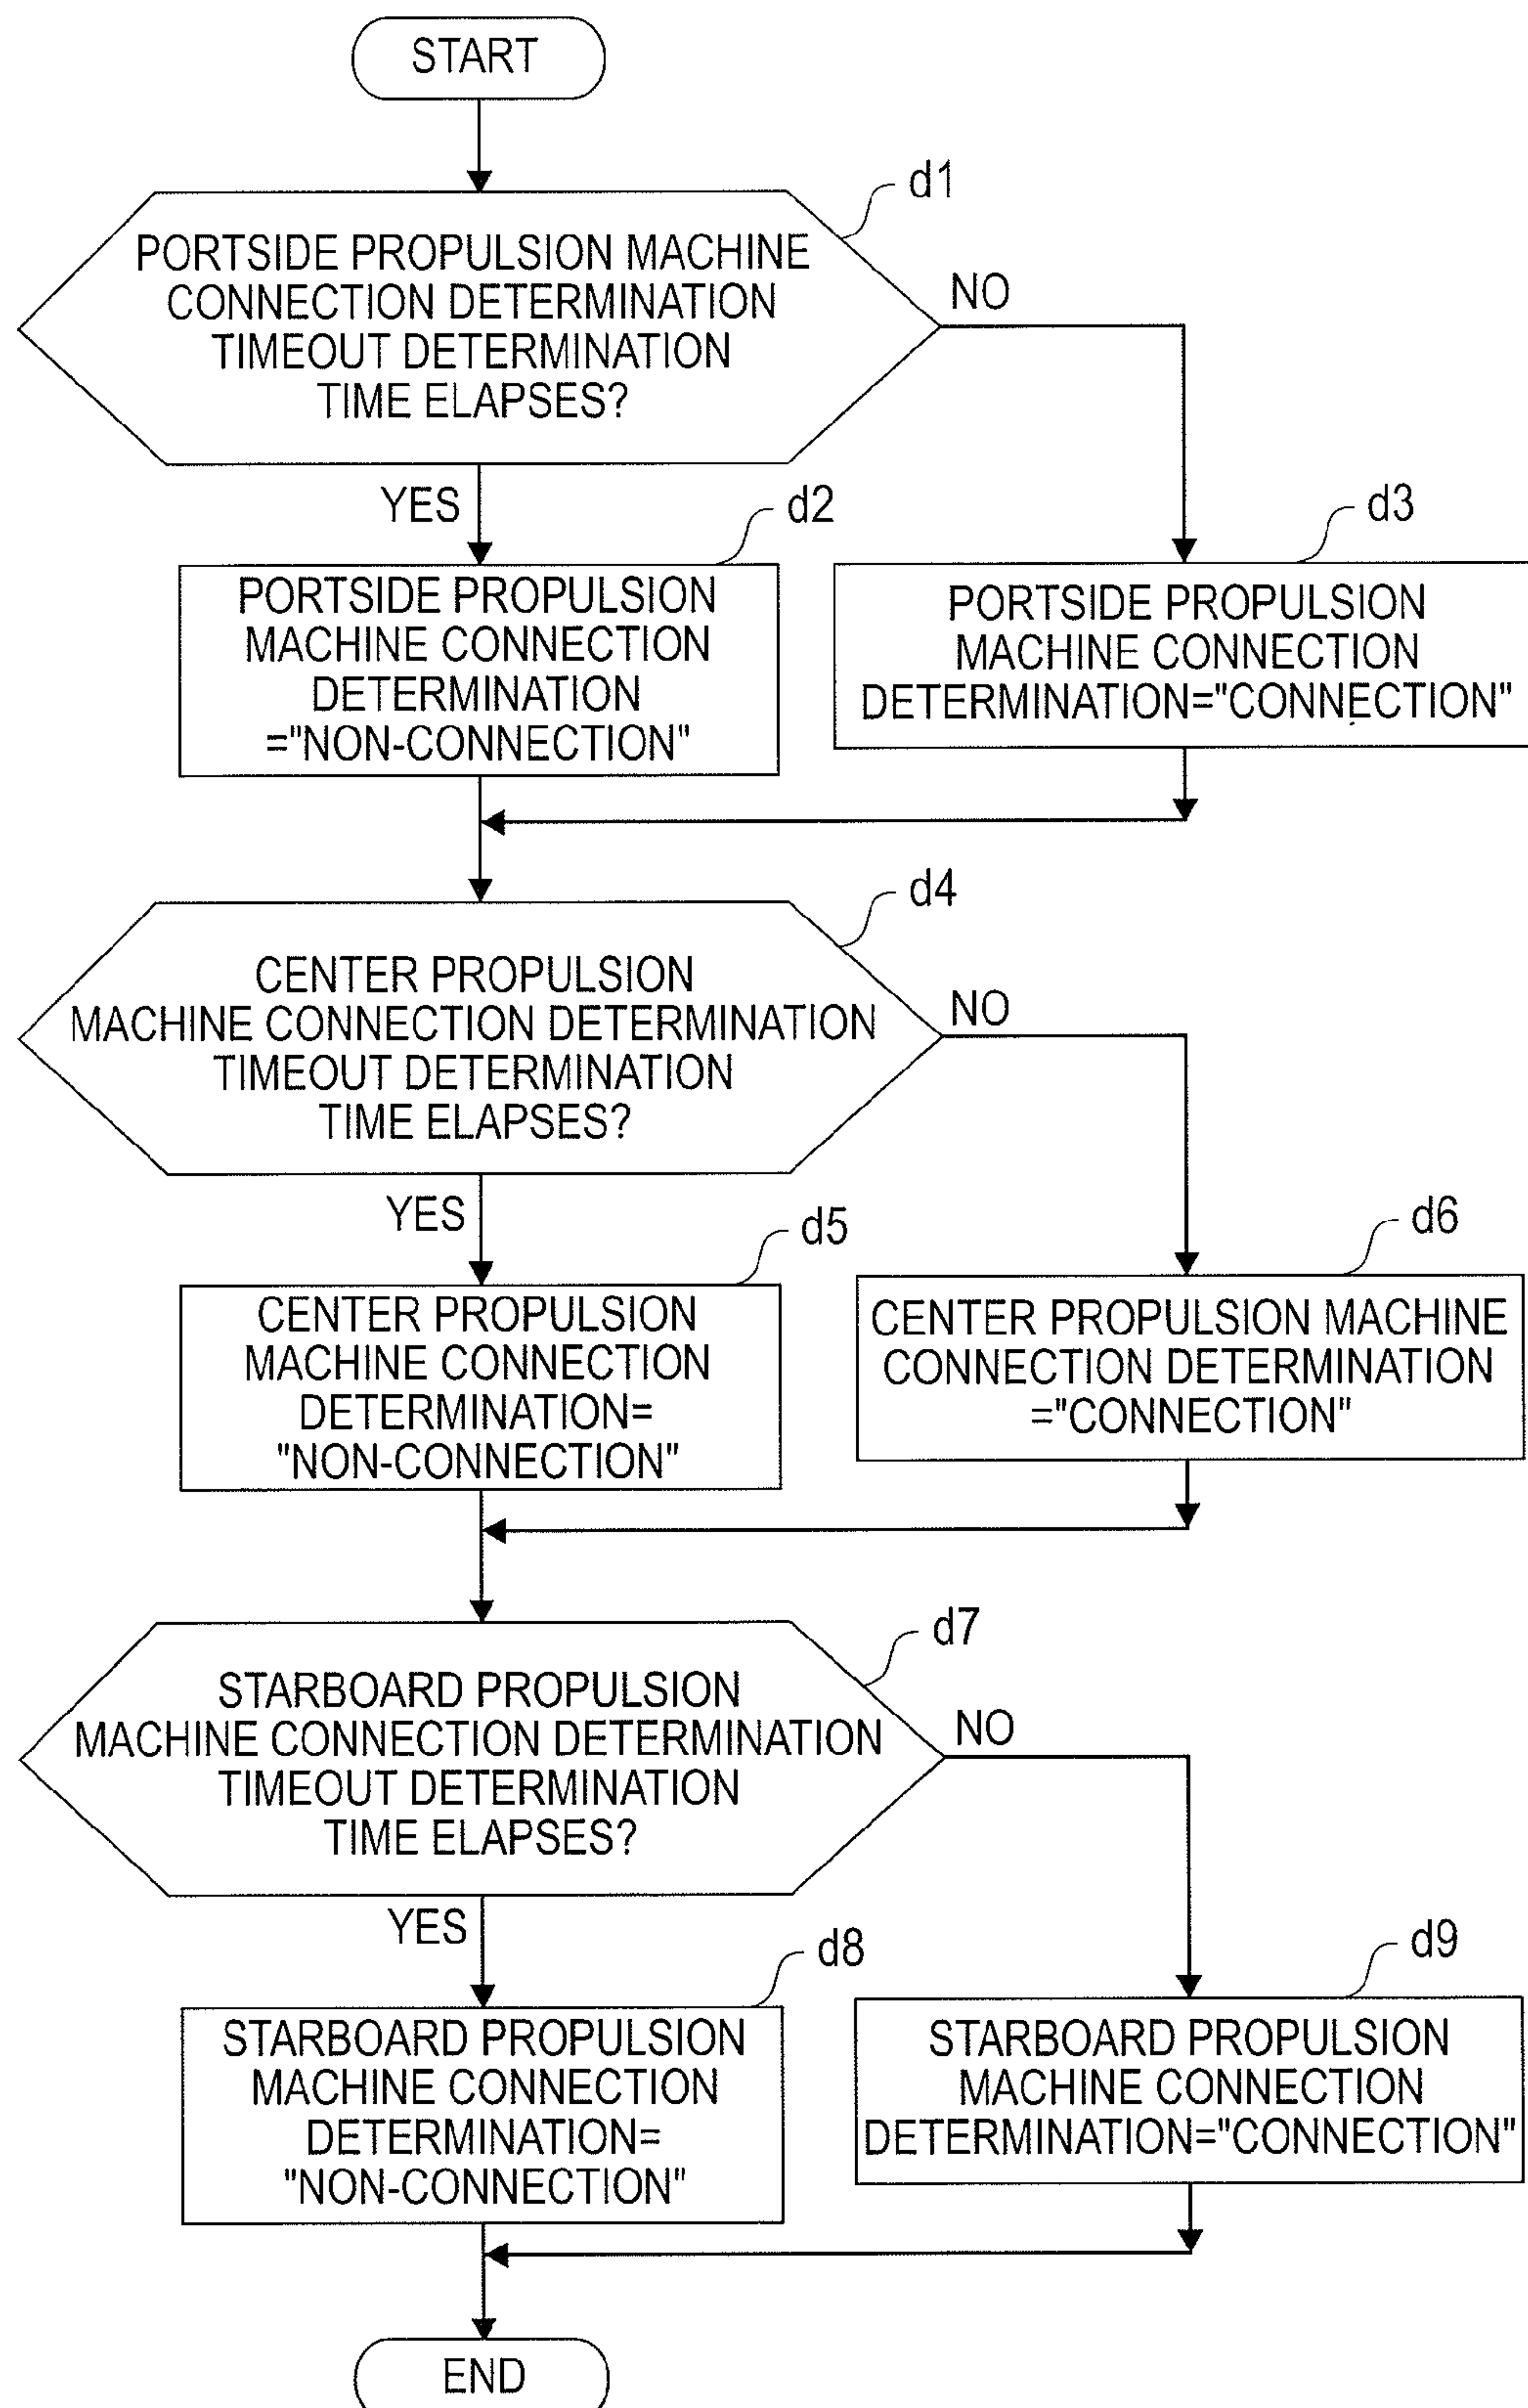 START
d1
PORTSIDE PROPULSION MACHINE
CONNECTION DETERMINATION
TIMEOUT DETERMINATION
TIME ELAPSES?
NO
YES
d2
d3
PORTSIDE PROPULSION
MACHINE CONNECTION
DETERMINATION
="NON-CONNECTION"
PORTSIDE PROPULSION
MACHINE CONNECTION
DETERMINATION="CONNECTION"
d4
CENTER PROPULSION
MACHINE CONNECTION DETERMINATION
TIMEOUT DETERMINATION
TIME ELAPSES?
NO
YES
d5
d6
CENTER PROPULSION
MACHINE CONNECTION
DETERMINATION=
"NON-CONNECTION"
CENTER PROPULSION MACHINE
CONNECTION DETERMINATION
="CONNECTION"
d7
STARBOARD PROPULSION
MACHINE CONNECTION DETERMINATION
TIMEOUT DETERMINATION
TIME ELAPSES?
NO
YES
d8
d9
STARBOARD PROPULSION
MACHINE CONNECTION
DETERMINATION=
"NON-CONNECTION"
STARBOARD PROPULSION
MACHINE CONNECTION
DETERMINATION="CONNECTION"
END